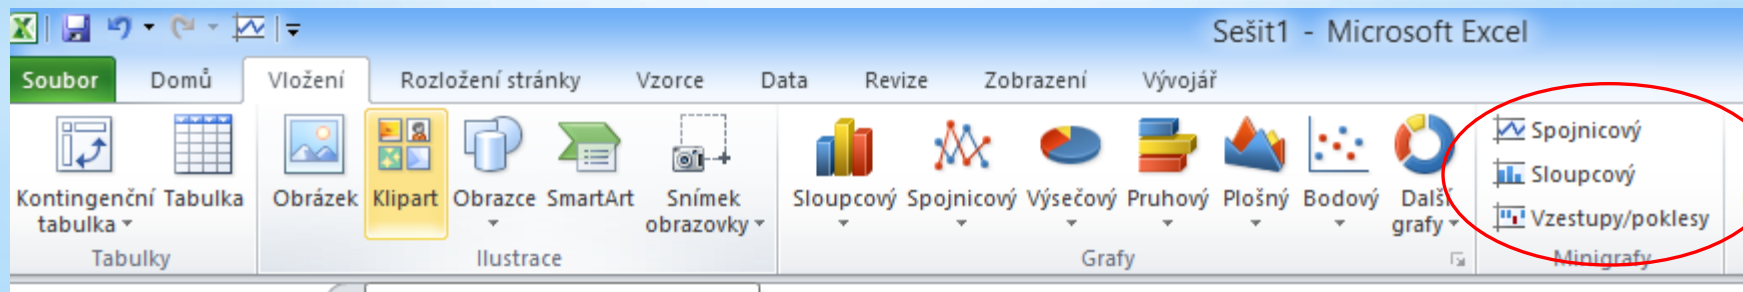 Sešit1 - Microsoft Excel
Soubor Domů Vložení Rozložení stránky Vzorce Data Revize Zobrazení Vývojář
Kontingenční tabulka
Tabulka
Obrázek
Klipart
Obrazce
SmartArt
Snímek
obrazovky
Sloupcový
Spojnicový
Výsečový
Pruhový
Plošný
Bodový
Další
grafy
Spojnicový
Sloupcový
Vzestupy/poklesy
Tabulky
Ilustrace
Grafy
Minigrafy